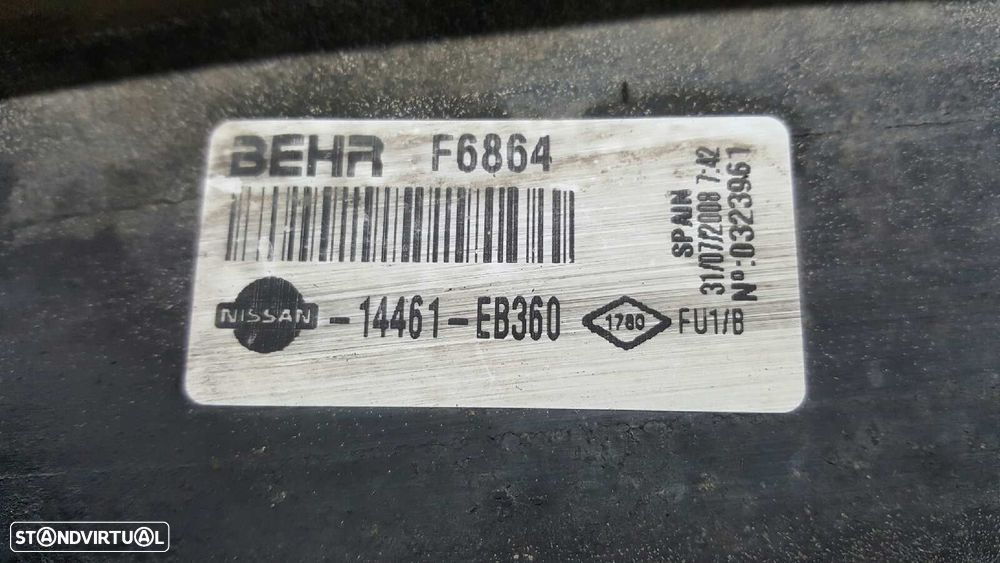 BEHR F6864
NISSAN -14461-EB360 1780 FU1/B
SPAIN
31/07/2008 7:42
Nº:0323961
STANDVIRTUAL